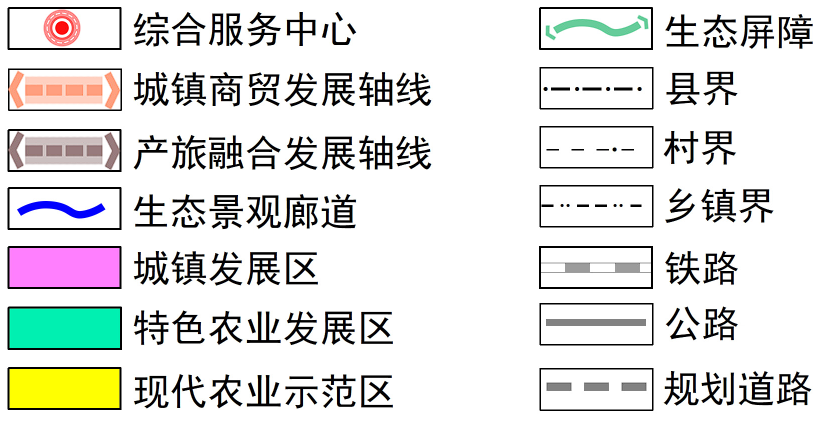 综合服务中心
城镇商贸发展轴线
产旅融合发展轴线
生态景观廊道
城镇发展区
特色农业发展区
现代农业示范区
生态屏障
县界
村界
乡镇界
铁路
公路
规划道路